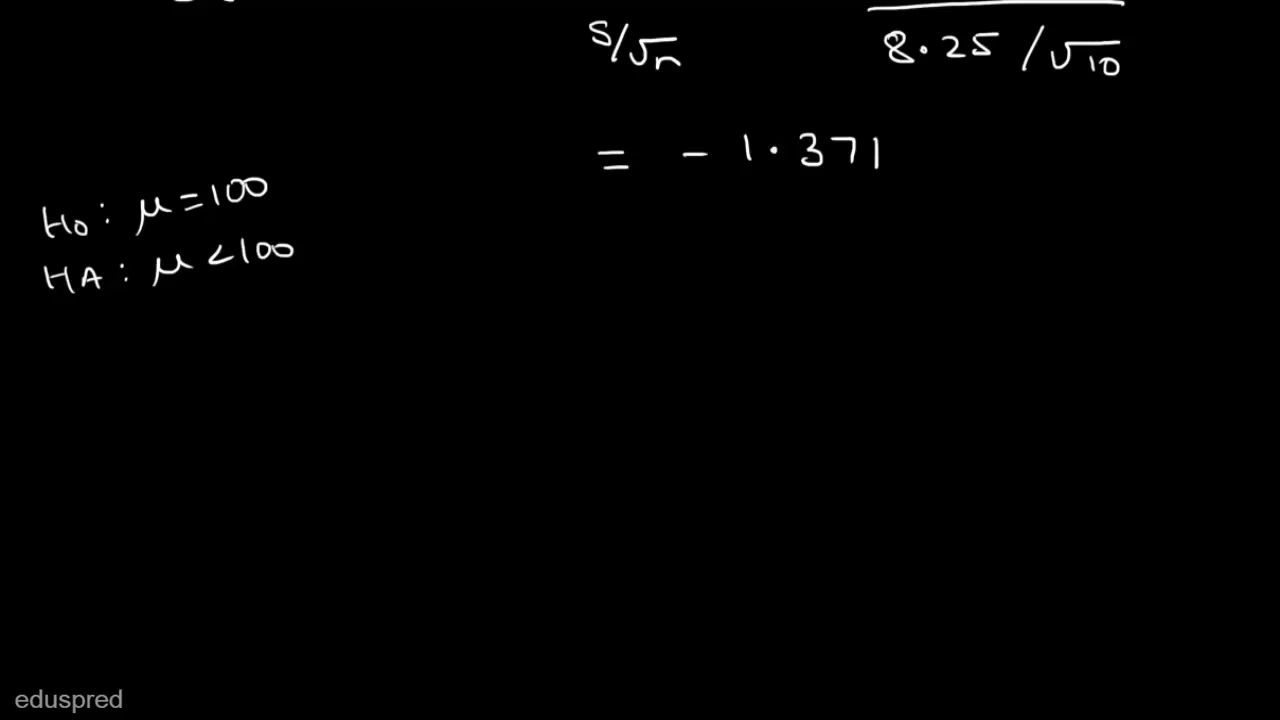 S/√n 8.25/√10
= - 1.371
H0: μ = 100
HA: μ < 100
eduspred